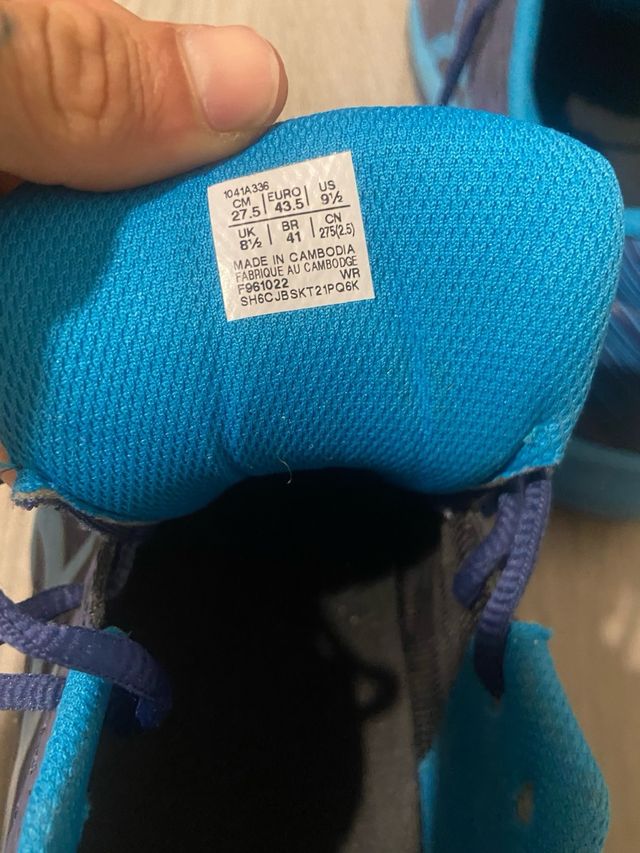 1041A336
CM EURO US
27.5 43.5 9½
UK BR CN
8½ 41 275(2.5)
MADE IN CAMBODIA
FABRIQUE AU CAMBODGE
F961022 WR
SH6CJBSKT21PQ6K